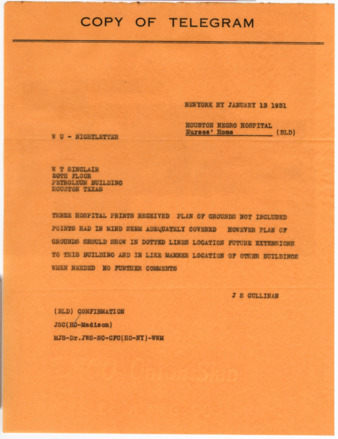 COPY OF TELEGRAM
NEWYORK NY JANUARY 13 1931
HOUSTON NEGRO HOSPITAL
Nurses' Home (BLD)
W U - NIGHTLETTER
W T SINCLAIR
20TH FLOOR
PETROLEUM BUILDING
HOUSTON TEXAS
THREE HOSPITAL PRINTS RECEIVED PLAN OF GROUNDS NOT INCLUDED
POINTS HAD IN MIND SEEM ADEQUATELY COVERED HOWEVER PLAN OF
GROUNDS SHOULD SHOW IN DOTTED LINES LOCATION FUTURE EXTENSIONS
TO THIS BUILDING AND IN LIKE MANNER LOCATION OF OTHER BUILDINGS
WHEN NEEDED NO FURTHER COMMENTS
J S CULLINAN
(BLD) CONFIRMATION
JSC(HO-Madison)
MJS-Dr.JWS-HO-CFC(HO-NY)-WRM